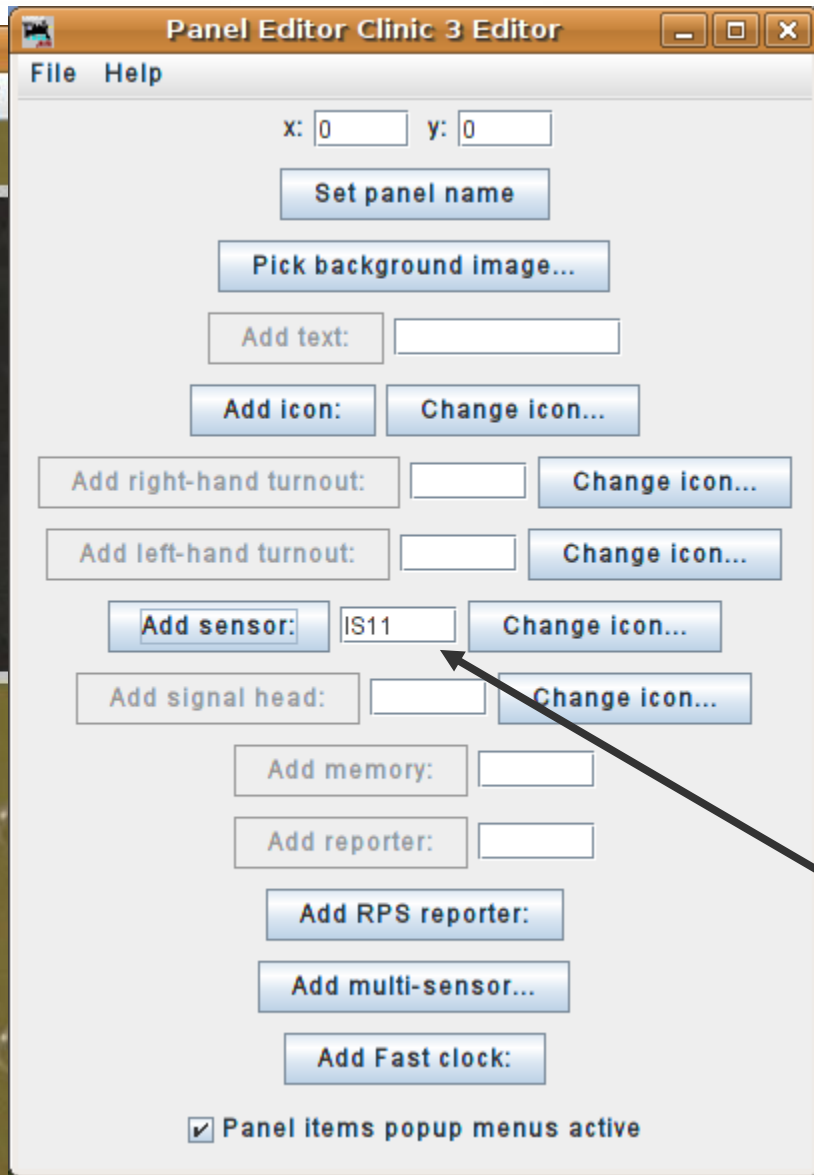 Panel Editor Clinic 3 Editor
File Help
x: 0 y: 0
Set panel name
Pick background image...
Add text:
Add icon: Change icon...
Add right-hand turnout: Change icon...
Add left-hand turnout: Change icon...
Add sensor: IS11 Change icon...
Add signal head: Change icon...
Add memory:
Add reporter:
Add RPS reporter:
Add multi-sensor...
Add Fast clock:
Panel items popup menus active